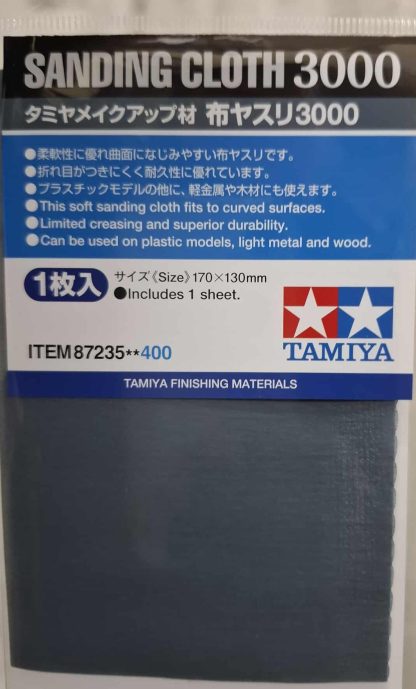 SANDING CLOTH 3000
タミヤメイクアップ材 布ヤスリ3000
●柔軟性に優れ曲面になじみやすい布ヤスリです。
●折れ目がつきにくく耐久性に優れています。
●プラスチックモデルの他に、軽金属や木材にも使えます。
●This soft sanding cloth fits to curved surfaces.
●Limited creasing and superior durability.
●Can be used on plastic models, light metal and wood.
1枚入 サイズ《Size》170×130mm
●Includes 1 sheet.
TAMIYA
ITEM 87235**400
TAMIYA FINISHING MATERIALS